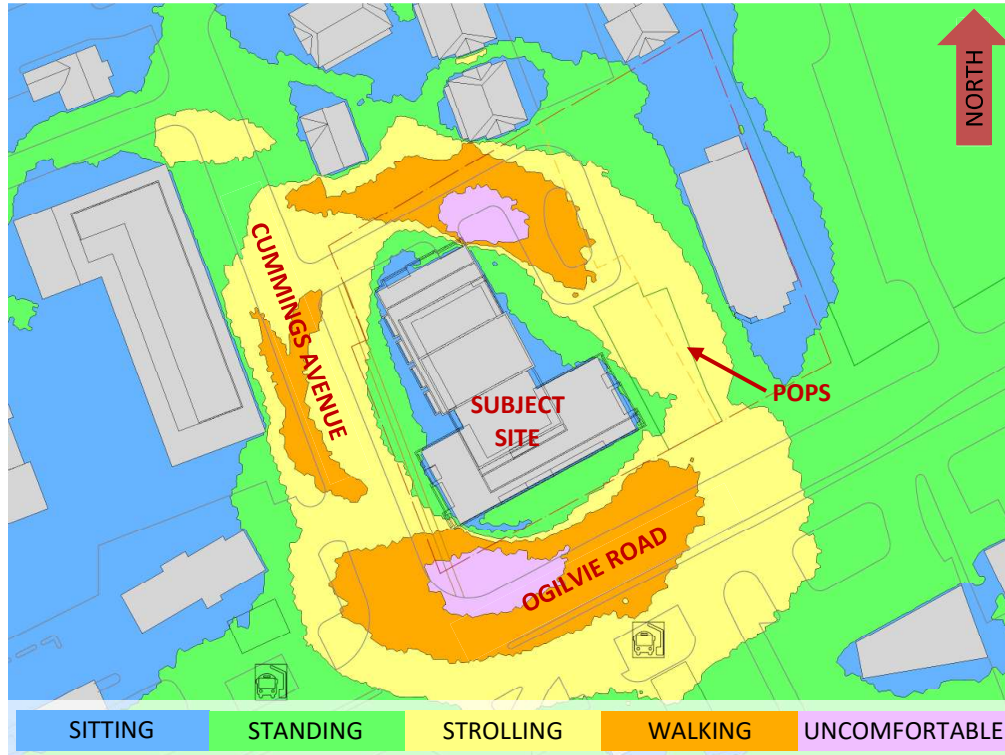 NORTH
CUMMINGS AVENUE
SUBJECT
SITE
POPS
OGILVIE ROAD
SITTING
STANDING
STROLLING
WALKING
UNCOMFORTABLE